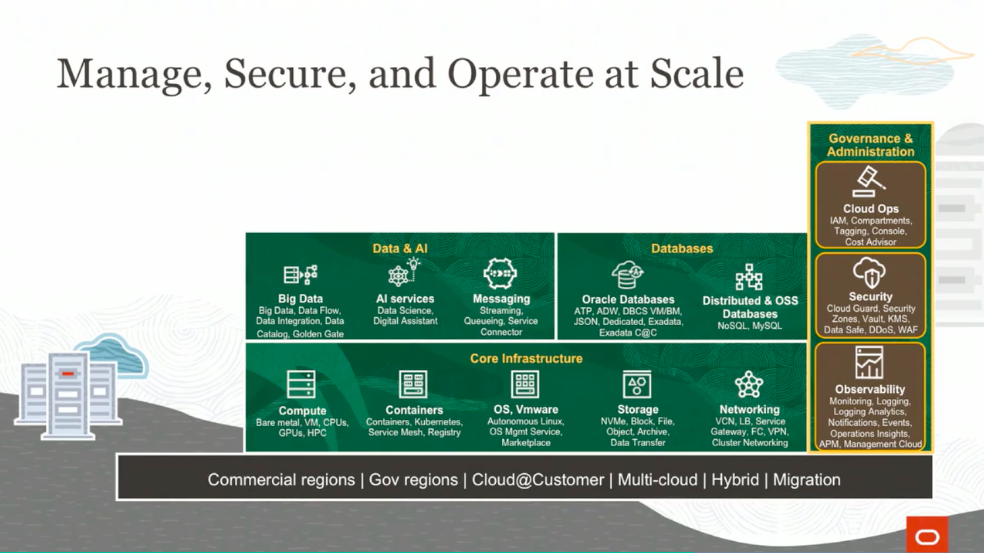 Manage, Secure, and Operate at Scale
Governance &
Administration
Cloud Ops
IAM, Compartments,
Tagging, Console,
Cost Advisor
Security
Cloud Guard, Security
Zones, Vault, KMS,
Data Safe, DDoS, WAF
Observability
Monitoring, Logging,
Logging Analytics,
Notifications, Events,
Operations Insights,
APM, Management Cloud
Data & AI
Big Data
Big Data, Data Flow,
Data Integration, Data
Catalog, Golden Gate
AI services
Data Science,
Digital Assistant
Messaging
Streaming,
Queueing, Service
Connector
Databases
Oracle Databases
ATP, ADW, DBCS VM/BM,
JSON, Dedicated, Exadata,
Exadata C@C
Distributed & OSS
Databases
NoSQL, MySQL
Core Infrastructure
Compute
Bare metal, VM, CPUs,
GPUs, HPC
Containers
Containers, Kubernetes,
Service Mesh, Registry
OS, Vmware
Autonomous Linux,
OS Mgmt Service,
Marketplace
Storage
NVMe, Block, File,
Object, Archive,
Data Transfer
Networking
VCN, LB, Service
Gateway, FC, VPN,
Cluster Networking
Commercial regions | Gov regions | Cloud@Customer | Multi-cloud | Hybrid | Migration